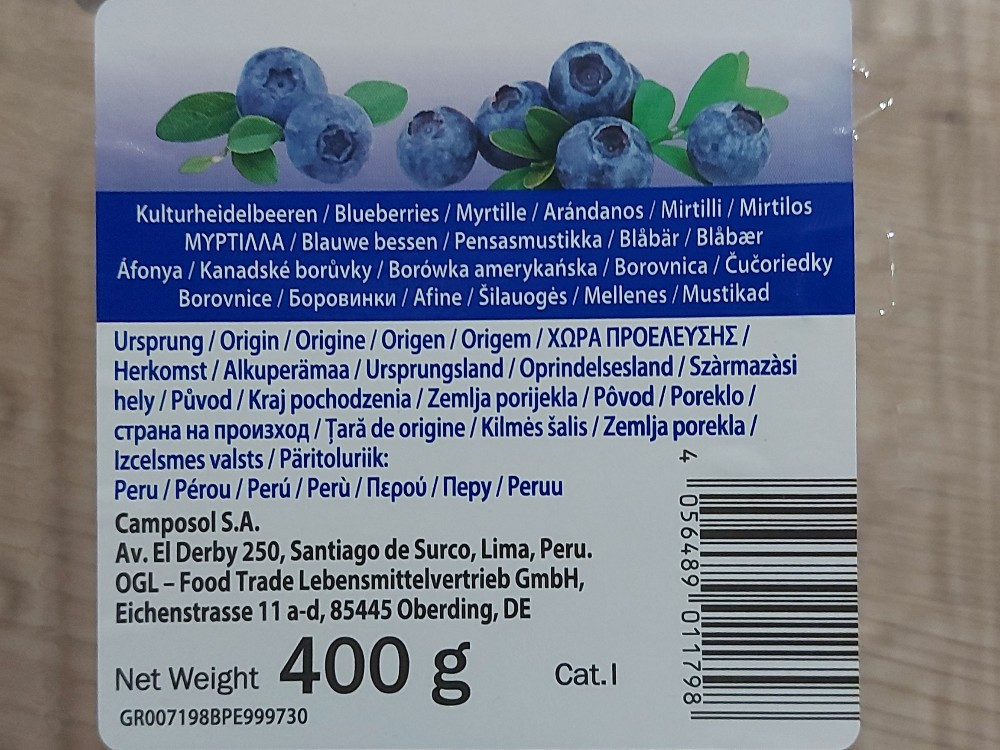 Kulturheidelbeeren / Blueberries / Myrtille / Arándanos / Mirtilli / Mirtilos
ΜΥΡΤΙΛΛΑ / Blauwe bessen / Pensasmustikka / Blåbär / Blåbær
Áfonya / Kanadské borůvky / Borówka amerykańska / Borovnica / Čučoriedky
Borovnice / Боровинки / Afine / Šilauogės / Mellenes / Mustikad
Ursprung / Origin / Origine / Origen / Origem / ΧΩΡΑ ΠΡΟΕΛΕΥΣΗΣ /
Herkomst / Alkuperämaa / Ursprungsland / Oprindelsesland / Szàrmazàsi
hely / Původ / Kraj pochodzenia / Zemlja porijekla / Pôvod / Poreklo /
страна на произход / Țară de origine / Kilmės šalis / Zemlja porekla /
Izcelsmes valsts / Päritoluriik:
Peru / Pérou / Perú / Perù / Περού / Перу / Peruu
Camposol S.A.
Av. El Derby 250, Santiago de Surco, Lima, Peru.
OGL – Food Trade Lebensmittelvertrieb GmbH,
Eichenstrasse 11 a-d, 85445 Oberding, DE
Net Weight 400 g Cat. I
GR007198BPE999730
4 056489 011798